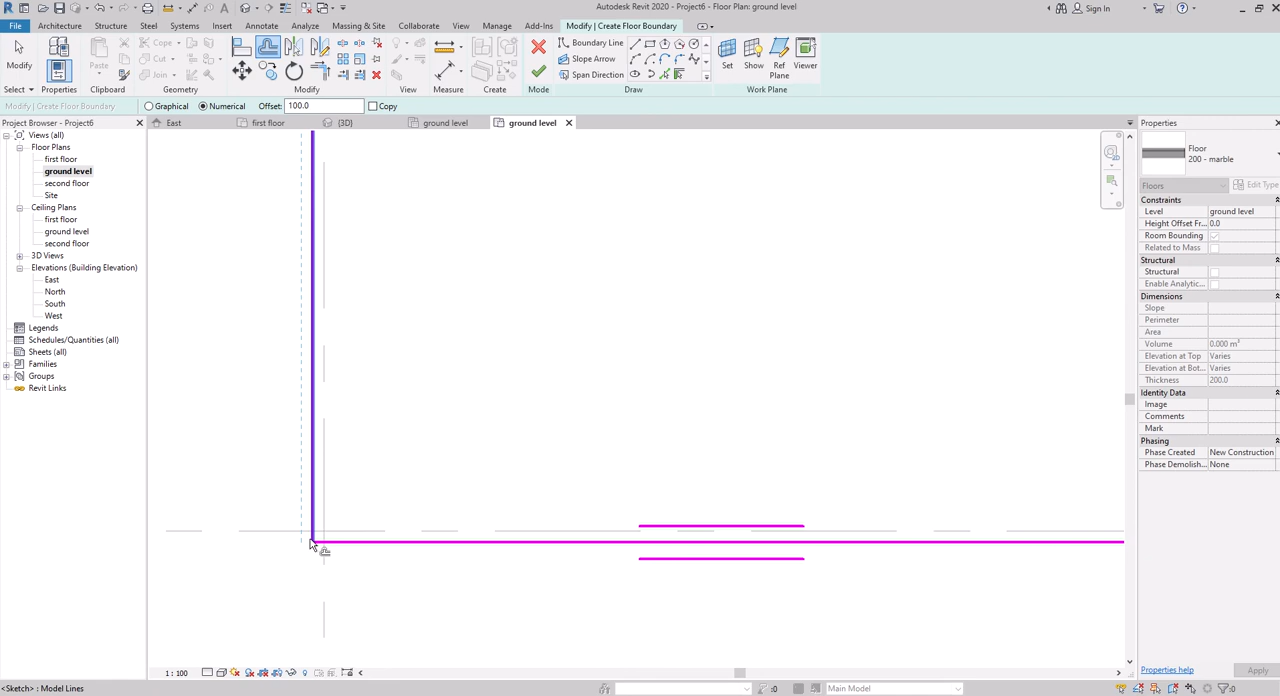 Autodesk Revit 2020 - Project6 - Floor Plan: ground level
Sign In
File Architecture Structure Steel Systems Insert Annotate Analyze Massing & Site Collaborate View Manage Add-Ins Modify | Create Floor Boundary
Modify
Paste
Cope
Cut
Join
Boundary Line
Slope Arrow
Span Direction
Set Show Ref Plane Viewer
Select Properties Clipboard Geometry Modify View Measure Create Mode Draw Work Plane
Modify | Create Floor Boundary Graphical Numerical Offset: 100.0 Copy
Project Browser - Project6
East first floor {3D} ground level ground level
Views (all)
Floor Plans
first floor
ground level
second floor
Site
Ceiling Plans
first floor
ground level
second floor
3D Views
Elevations (Building Elevation)
East
North
South
West
Legends
Schedules/Quantities (all)
Sheets (all)
Families
Groups
Revit Links
Properties
Floor
200 - marble
Floors Edit Type
Constraints
Level ground level
Height Offset Fr... 0.0
Room Bounding
Related to Mass
Structural
Structural
Enable Analytic...
Dimensions
Slope
Perimeter
Area
Volume 0.000 m³
Elevation at Top Varies
Elevation at Bot... Varies
Thickness 200.0
Identity Data
Image
Comments
Mark
Phasing
Phase Created New Construction
Phase Demolish... None
Properties help Apply
1 : 100
<Sketch> : Model Lines :0 Main Model :0